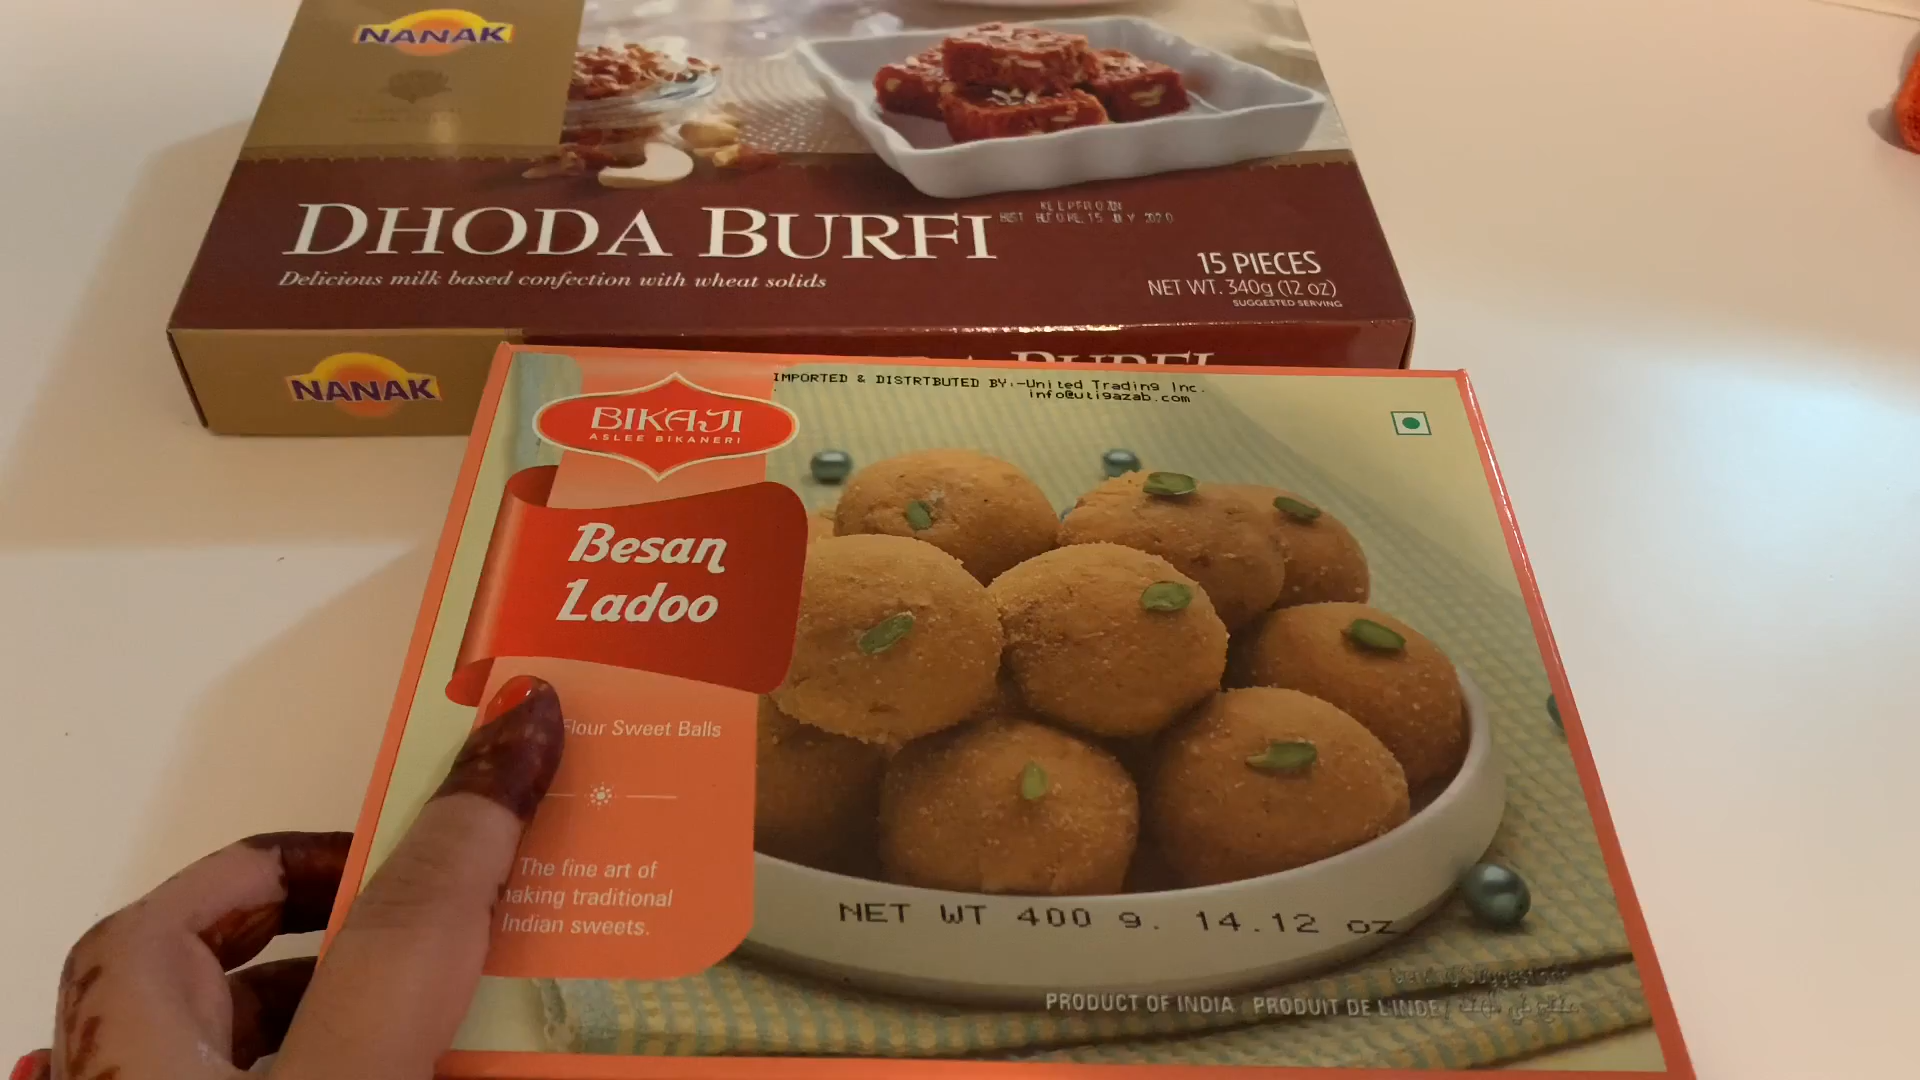 NANAK
DHODA BURFI
Delicious milk based confection with wheat solids
15 PIECES
NET WT. 340g (12 oz)
SUGGESTED SERVING
NANAK
IMPORTED & DISTRTBUTED BY:-United Trading Inc.
info@utigazab.com
BIKAJI
ASLEE BIKANERI
Besan
Ladoo
Flour Sweet Balls
The fine art of
making traditional
Indian sweets.
NET WT 400 g. 14.12 oz
PRODUCT OF INDIA PRODUIT DE L'INDE